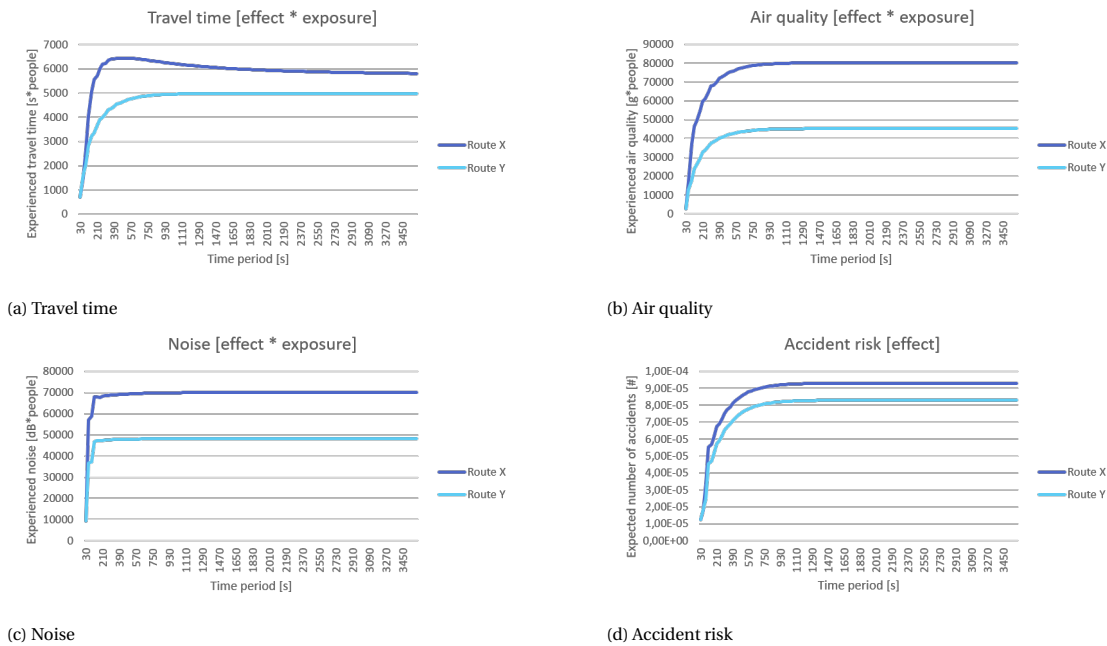 Travel time [effect * exposure]
Experienced travel time [s*people]
7000
6000
5000
4000
3000
2000
1000
0
30 210 390 570 750 930 1110 1290 1470 1650 1830 2010 2190 2370 2550 2730 2910 3090 3270 3450
Time period [s]
Route X
Route Y
(a) Travel time
Air quality [effect * exposure]
Experienced air quality [g*people]
90000
80000
70000
60000
50000
40000
30000
20000
10000
0
30 210 390 570 750 930 1110 1290 1470 1650 1830 2010 2190 2370 2550 2730 2910 3090 3270 3450
Time period [s]
Route X
Route Y
(b) Air quality
Noise [effect * exposure]
Experienced noise [dB*people]
80000
70000
60000
50000
40000
30000
20000
10000
0
30 210 390 570 750 930 1110 1290 1470 1650 1830 2010 2190 2370 2550 2730 2910 3090 3270 3450
Time period [s]
Route X
Route Y
(c) Noise
Accident risk [effect]
Expected number of accidents [#]
1,00E-04
9,00E-05
8,00E-05
7,00E-05
6,00E-05
5,00E-05
4,00E-05
3,00E-05
2,00E-05
1,00E-05
0,00E+00
30 210 390 570 750 930 1110 1290 1470 1650 1830 2010 2190 2370 2550 2730 2910 3090 3270 3450
Time period [s]
Route X
Route Y
(d) Accident risk